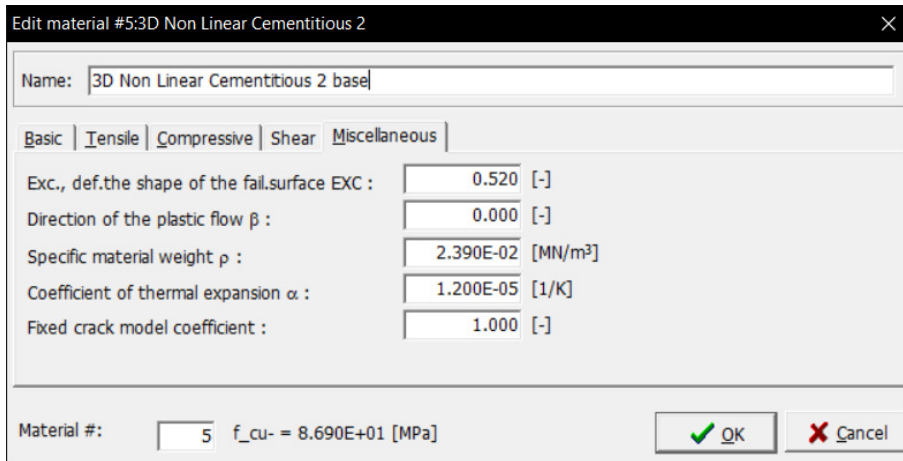 Edit material #5:3D Non Linear Cementitious 2
Name: 3D Non Linear Cementitious 2 base
Basic Tensile Compressive Shear Miscellaneous
Exc., def.the shape of the fail.surface EXC : 0.520 [-]
Direction of the plastic flow β : 0.000 [-]
Specific material weight ρ : 2.390E-02 [MN/m³]
Coefficient of thermal expansion α : 1.200E-05 [1/K]
Fixed crack model coefficient : 1.000 [-]
Material #: 5 f_cu- = 8.690E+01 [MPa] OK Cancel